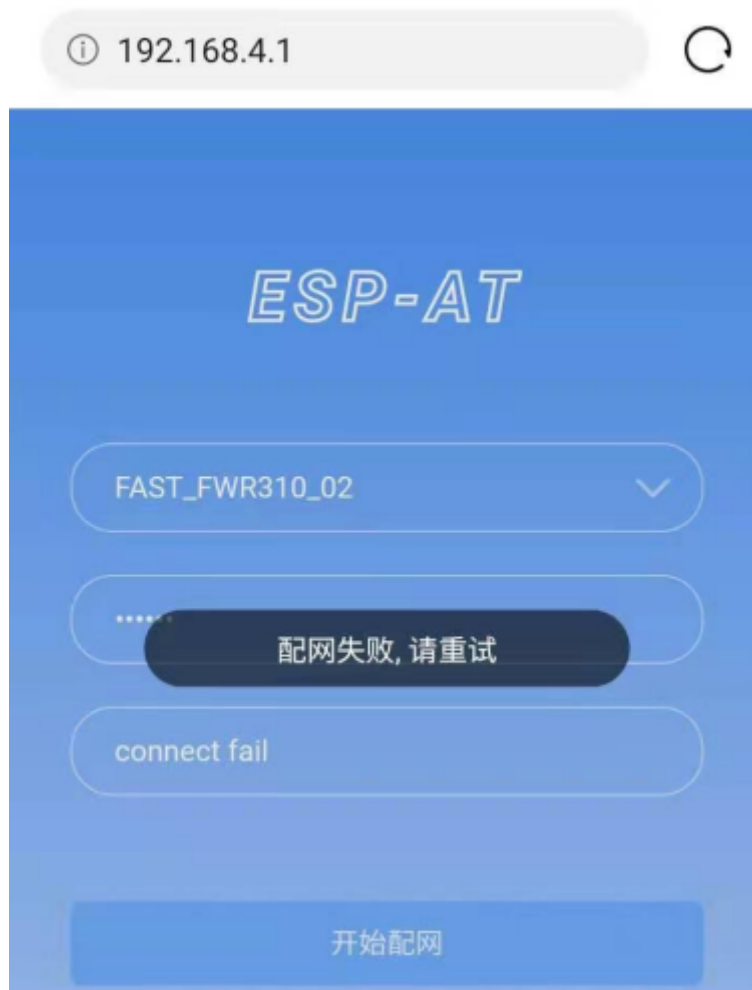 192.168.4.1
ESP-AT
FAST_FWR310_02
••••••
配网失败, 请重试
connect fail
开始配网